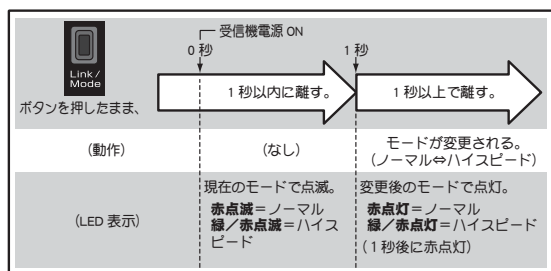 受信機電源 ON
0 秒
1 秒
Link/
Mode
ボタンを押したまま、
1 秒以内に離す。
1 秒以上で離す。
(動作)
(なし)
モードが変更される。
(ノーマル⇔ハイスピード)
(LED 表示)
現在のモードで点滅。
赤点滅=ノーマル
緑/赤点滅=ハイス
ピード
変更後のモードで点灯。
赤点灯=ノーマル
緑/赤点灯=ハイスピード
(1 秒後に赤点灯)